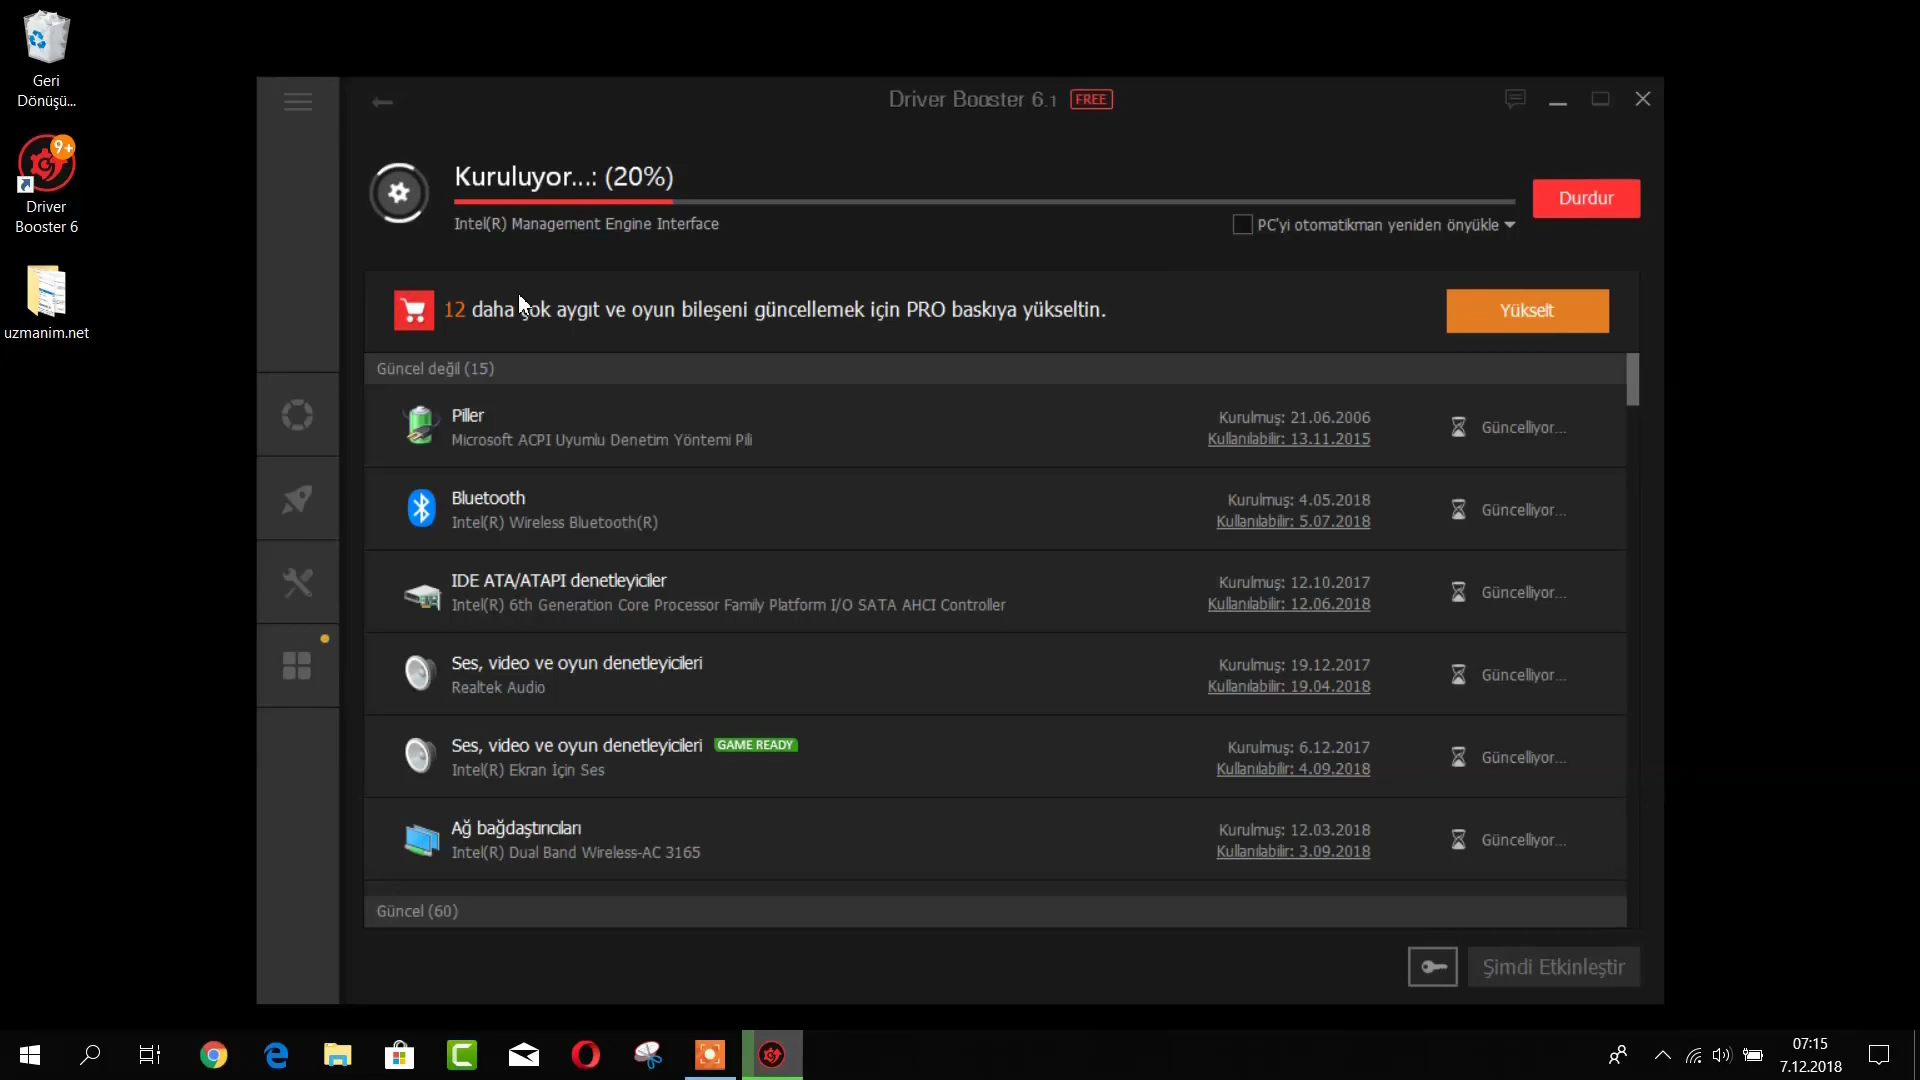 Geri
Dönüşü...
9+
Driver
Booster 6
uzmanim.net
Driver Booster 6.1 FREE
Kuruluyor...: (20%)
Durdur
Intel(R) Management Engine Interface
PC'yi otomatikman yeniden önyükle
12 daha çok aygıt ve oyun bileşeni güncellemek için PRO baskıya yükseltin.
Yükselt
Güncel değil (15)
Piller
Microsoft ACPI Uyumlu Denetim Yöntemi Pili
Kurulmuş: 21.06.2006
Kullanılabilir: 13.11.2015
Güncelliyor...
Bluetooth
Intel(R) Wireless Bluetooth(R)
Kurulmuş: 4.05.2018
Kullanılabilir: 5.07.2018
Güncelliyor...
IDE ATA/ATAPI denetleyiciler
Intel(R) 6th Generation Core Processor Family Platform I/O SATA AHCI Controller
Kurulmuş: 12.10.2017
Kullanılabilir: 12.06.2018
Güncelliyor...
Ses, video ve oyun denetleyicileri
Realtek Audio
Kurulmuş: 19.12.2017
Kullanılabilir: 19.04.2018
Güncelliyor...
Ses, video ve oyun denetleyicileri GAME READY
Intel(R) Ekran İçin Ses
Kurulmuş: 6.12.2017
Kullanılabilir: 4.09.2018
Güncelliyor...
Ağ bağdaştırıcıları
Intel(R) Dual Band Wireless-AC 3165
Kurulmuş: 12.03.2018
Kullanılabilir: 3.09.2018
Güncelliyor...
Güncel (60)
Şimdi Etkinleştir
07:15
7.12.2018